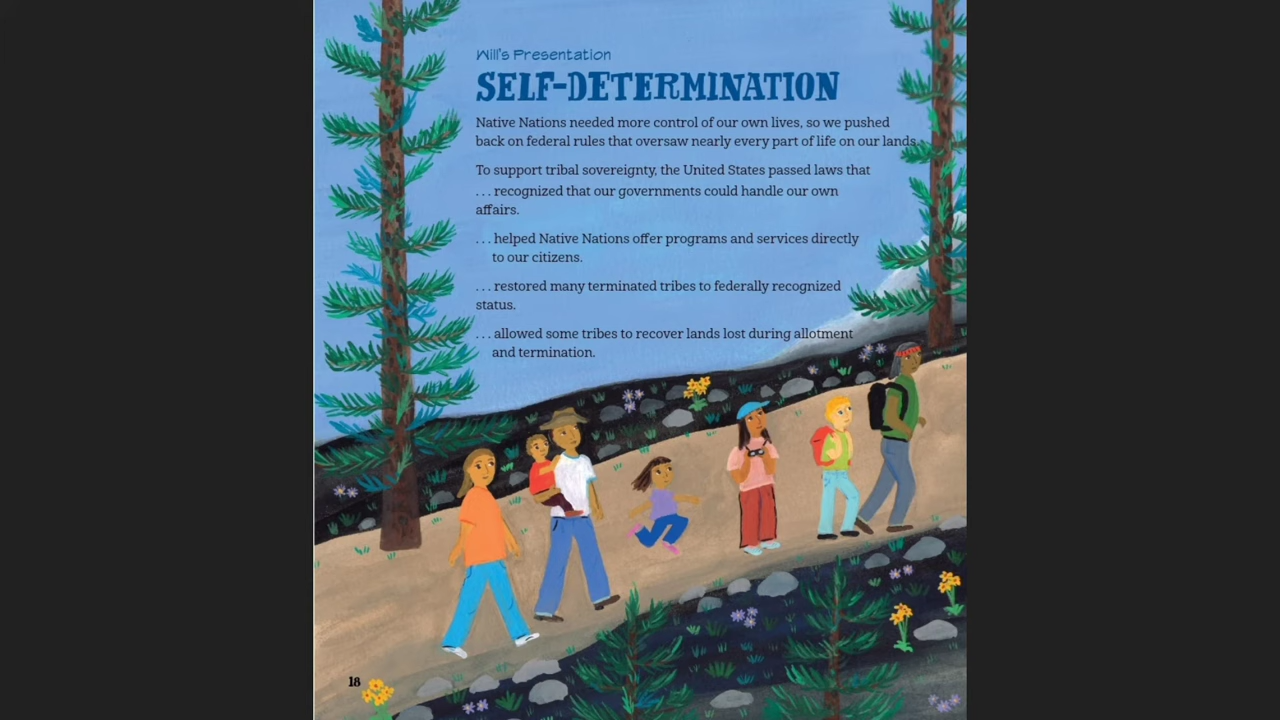 Will's Presentation
SELF-DETERMINATION
Native Nations needed more control of our own lives, so we pushed
back on federal rules that oversaw nearly every part of life on our lands.
To support tribal sovereignty, the United States passed laws that
. . . recognized that our governments could handle our own
affairs.
. . . helped Native Nations offer programs and services directly
to our citizens.
. . . restored many terminated tribes to federally recognized
status.
. . . allowed some tribes to recover lands lost during allotment
and termination.
18